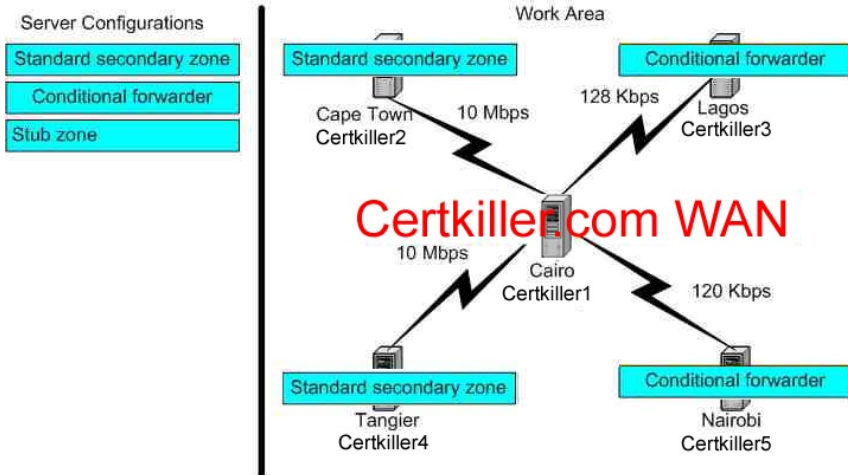 Server Configurations
Standard secondary zone
Conditional forwarder
Stub zone
Work Area
Standard secondary zone
Conditional forwarder
Cape Town
Certkiller2
10 Mbps
128 Kbps
Lagos
Certkiller3
Certkiller.com WAN
10 Mbps
Cairo
Certkiller1
120 Kbps
Standard secondary zone
Conditional forwarder
Tangier
Certkiller4
Nairobi
Certkiller5